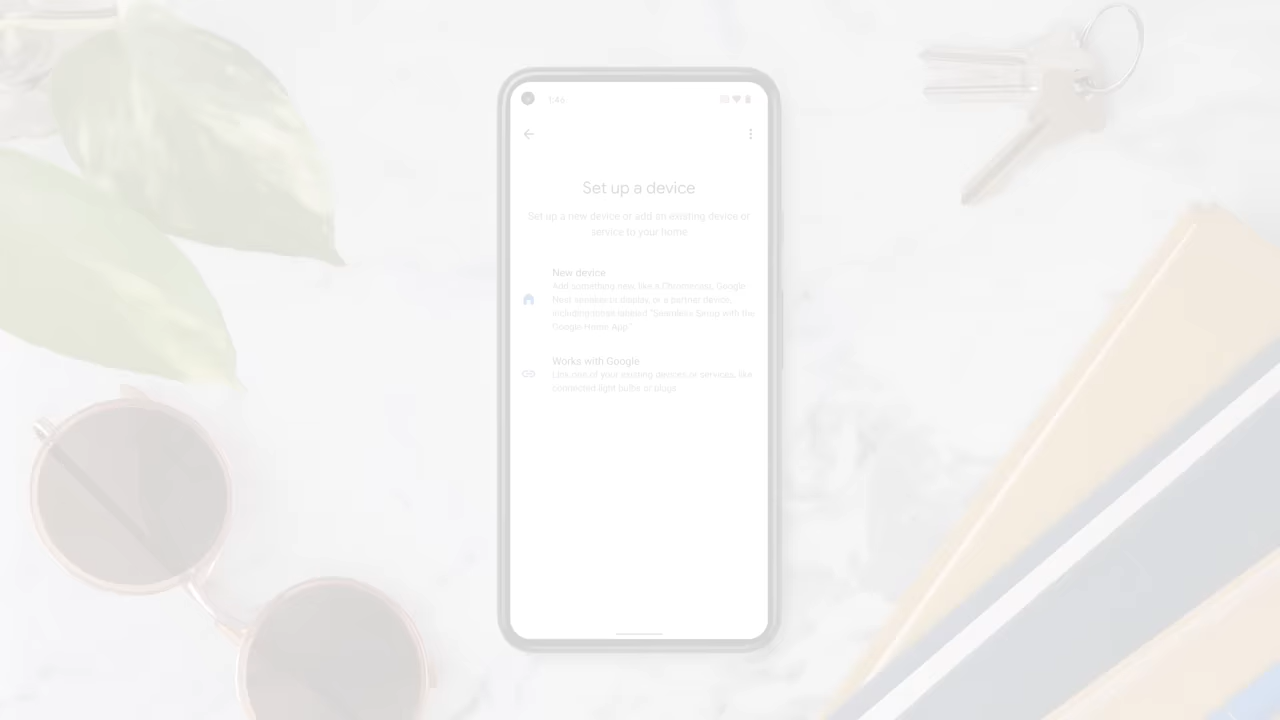 1:46
Set up a device
Set up a new device or add an existing device or
service to your home
New device
Add something new, like a Chromecast, Google
Nest speaker or display, or a partner device,
including those labeled "Seamless Setup with the
Google Home App"
Works with Google
Link one of your existing devices or services, like
connected light bulbs or plugs